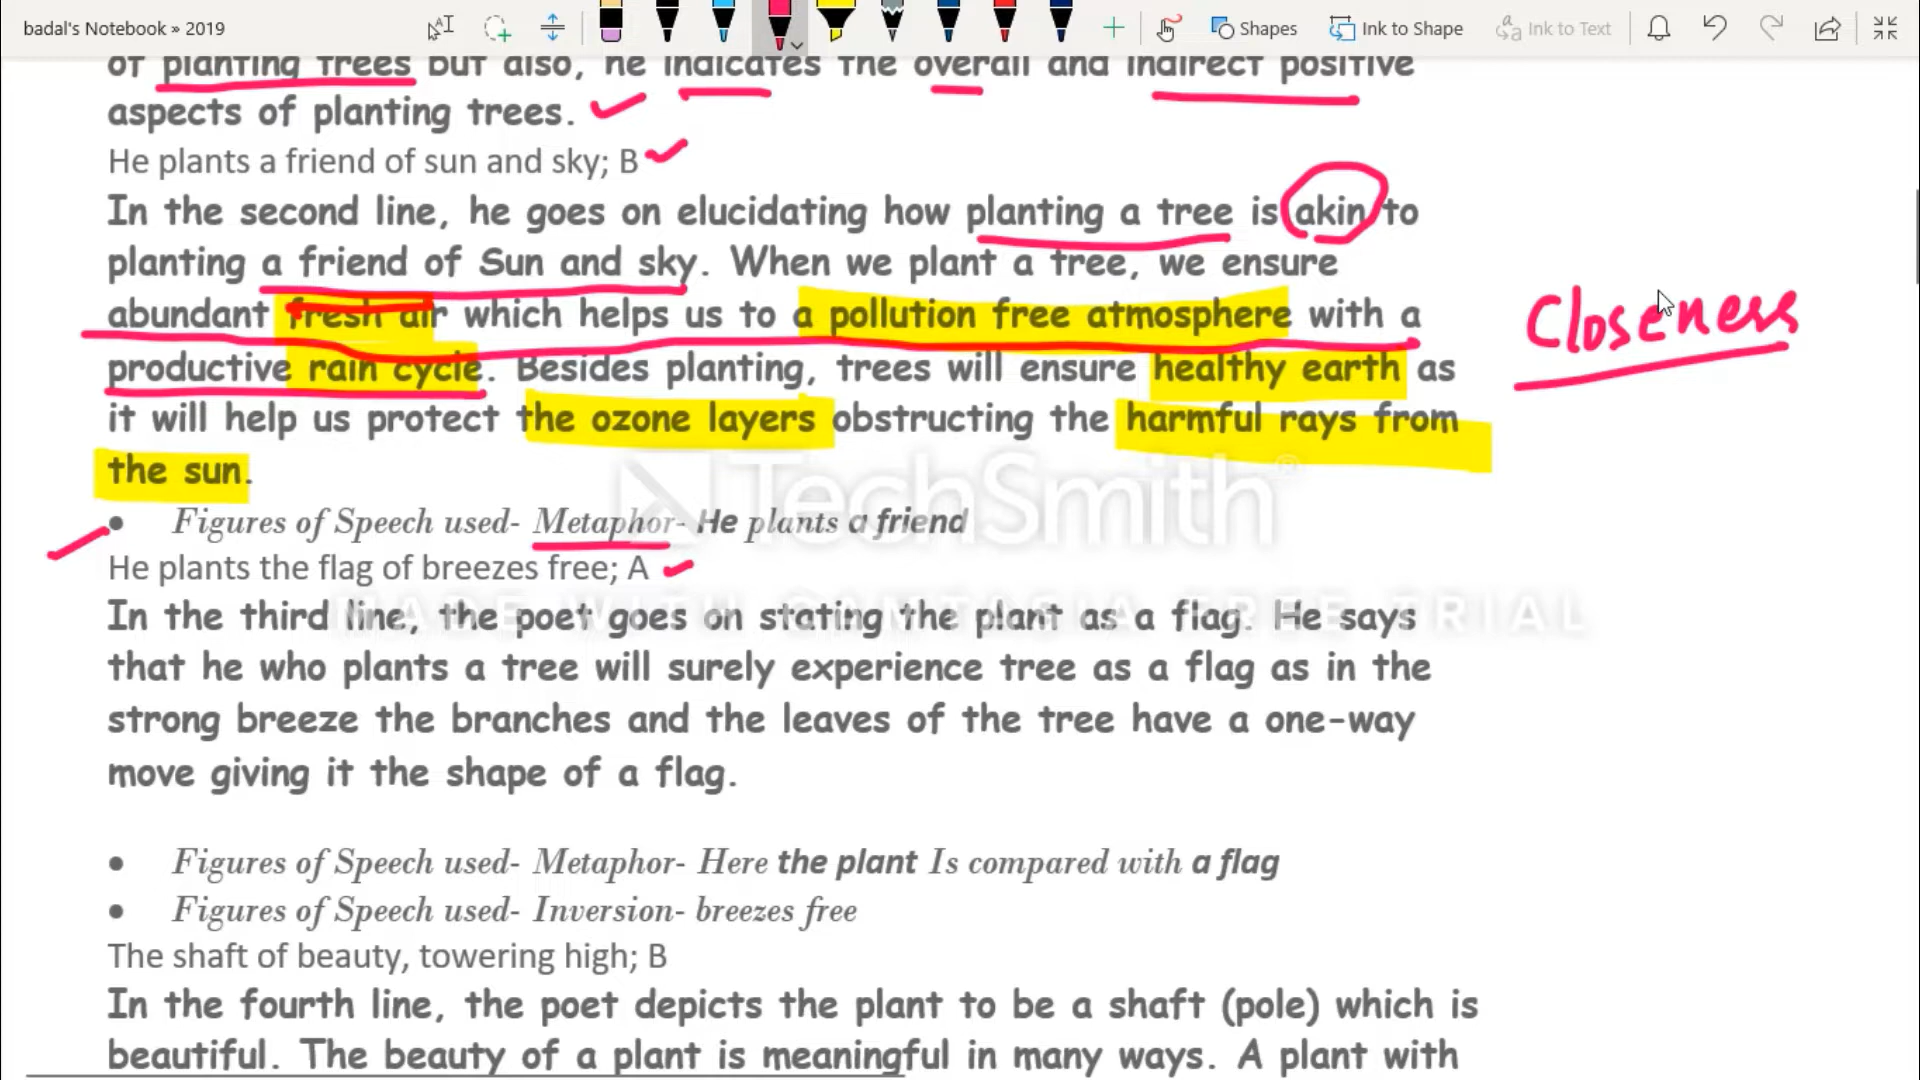 badal's Notebook » 2019
Shapes
Ink to Shape
Ink to Text
of planting trees but also, he indicates the overall and indirect positive
aspects of planting trees.
He plants a friend of sun and sky; B
In the second line, he goes on elucidating how planting a tree is akin to
planting a friend of Sun and sky. When we plant a tree, we ensure
abundant fresh air which helps us to a pollution free atmosphere with a
Closeness
productive rain cycle. Besides planting, trees will ensure healthy earth as
it will help us protect the ozone layers obstructing the harmful rays from
the sun.
TechSmith®
• Figures of Speech used- Metaphor- He plants a friend
He plants the flag of breezes free; A
MADE WITH CAMTASIA FREE TRIAL
In the third line, the poet goes on stating the plant as a flag. He says
that he who plants a tree will surely experience tree as a flag as in the
strong breeze the branches and the leaves of the tree have a one-way
move giving it the shape of a flag.
• Figures of Speech used- Metaphor- Here the plant Is compared with a flag
• Figures of Speech used- Inversion- breezes free
The shaft of beauty, towering high; B
In the fourth line, the poet depicts the plant to be a shaft (pole) which is
beautiful. The beauty of a plant is meaningful in many ways. A plant with